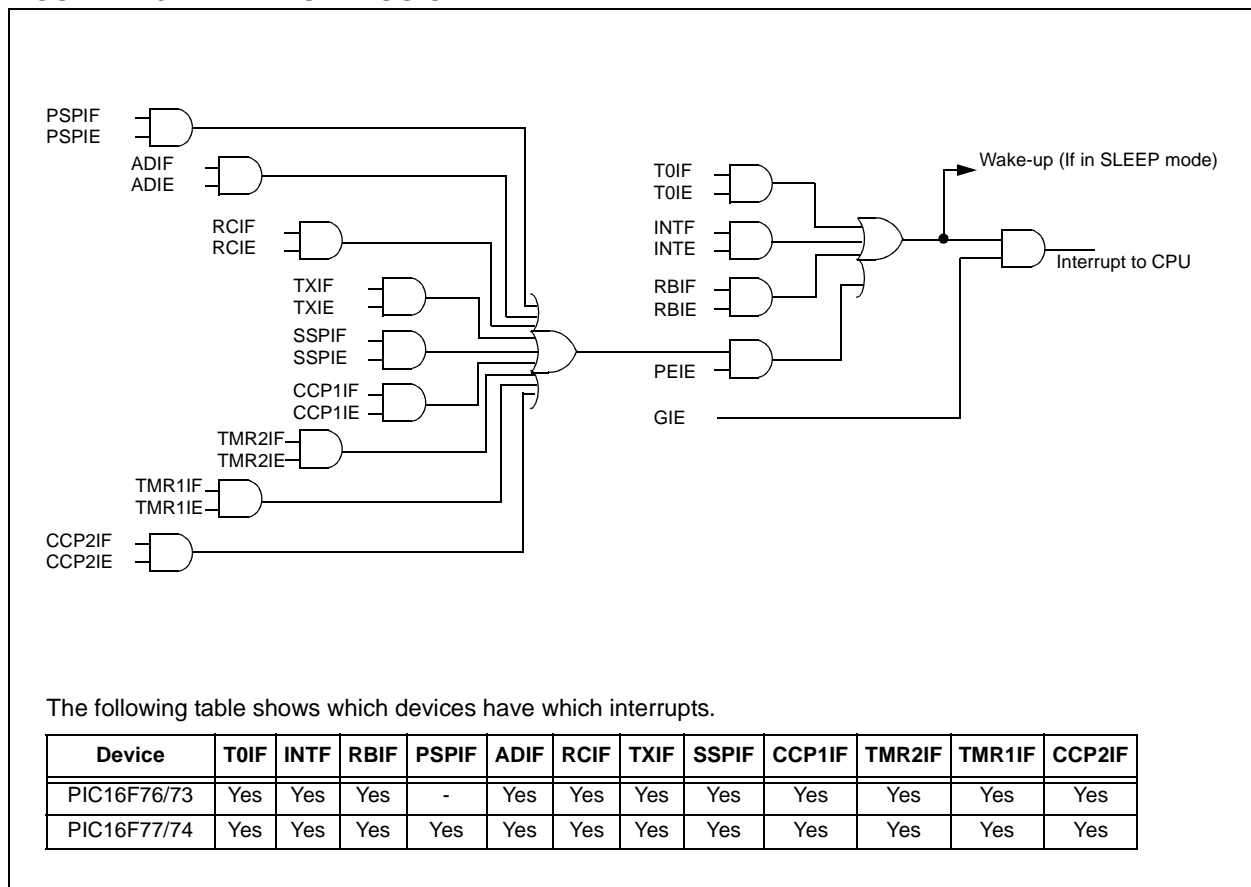 PSPIF
PSPIE
ADIF
ADIE
RCIF
RCIE
TXIF
TXIE
SSPIF
SSPIE
CCP1IF
CCP1IE
TMR2IF
TMR2IE
TMR1IF
TMR1IE
CCP2IF
CCP2IE
T0IF
T0IE
INTF
INTE
RBIF
RBIE
PEIE
GIE
Wake-up (If in SLEEP mode)
Interrupt to CPU
The following table shows which devices have which interrupts.
Device T0IF INTF RBIF PSPIF ADIF RCIF TXIF SSPIF CCP1IF TMR2IF TMR1IF CCP2IF
PIC16F76/73 Yes Yes Yes - Yes Yes Yes Yes Yes Yes Yes Yes
PIC16F77/74 Yes Yes Yes Yes Yes Yes Yes Yes Yes Yes Yes Yes